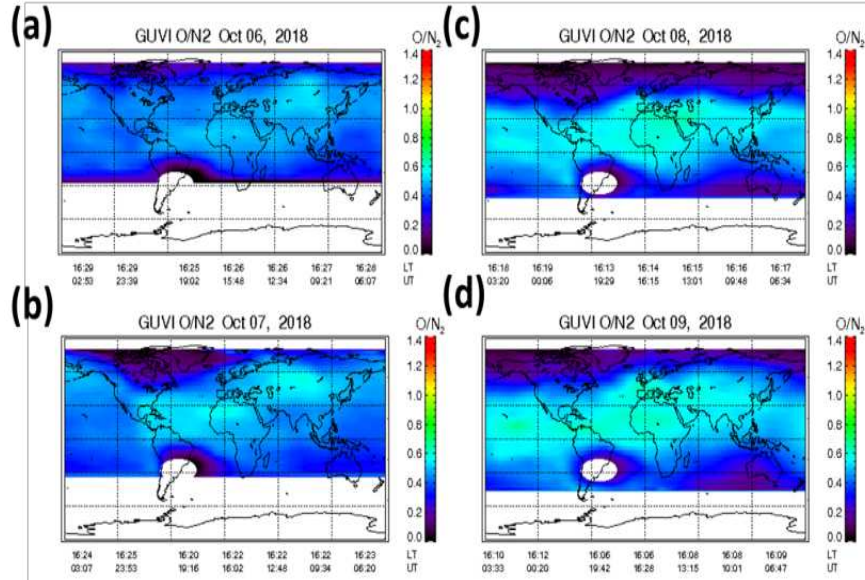 (a)
GUVI O/N2 Oct 06, 2018
O/N₂
1.4
1.2
1.0
0.8
0.6
0.4
0.2
0.0
16:29 16:29 16:25 16:26 16:26 16:27 16:28 LT
02:53 23:39 19:02 15:48 12:34 09:21 06:07 UT
(b)
GUVI O/N2 Oct 07, 2018
O/N₂
1.4
1.2
1.0
0.8
0.6
0.4
0.2
0.0
16:24 16:25 16:20 16:22 16:22 16:22 16:23 LT
03:07 23:53 19:16 16:02 12:48 09:34 06:20 UT
(c)
GUVI O/N2 Oct 08, 2018
O/N₂
1.4
1.2
1.0
0.8
0.6
0.4
0.2
0.0
16:18 16:19 16:13 16:14 16:15 16:16 16:17 LT
03:20 00:06 19:29 16:15 13:01 09:48 06:34 UT
(d)
GUVI O/N2 Oct 09, 2018
O/N₂
1.4
1.2
1.0
0.8
0.6
0.4
0.2
0.0
16:10 16:12 16:06 16:06 16:08 16:08 16:09 LT
03:33 00:20 19:42 16:28 13:15 10:01 06:47 UT